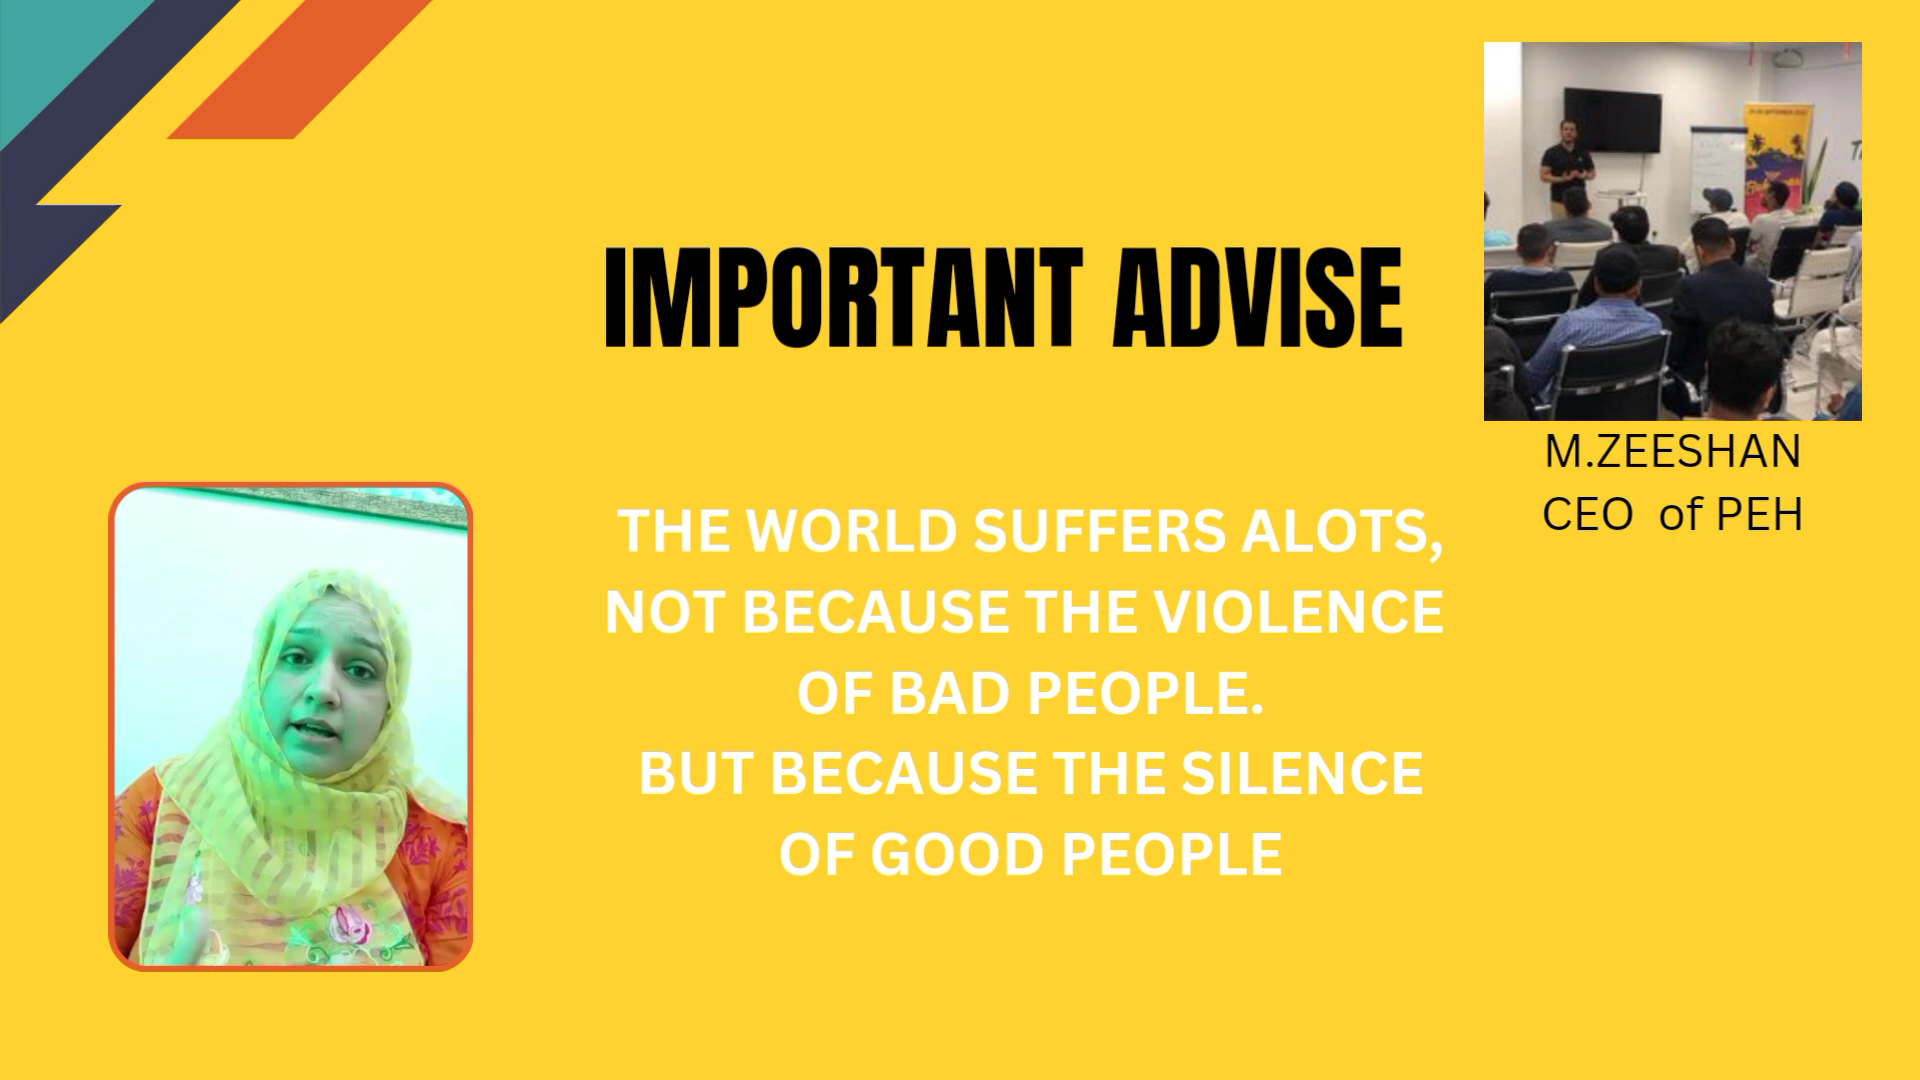 IMPORTANT ADVISE
M.ZEESHAN
CEO of PEH
THE WORLD SUFFERS ALOTS,
NOT BECAUSE THE VIOLENCE
OF BAD PEOPLE.
BUT BECAUSE THE SILENCE
OF GOOD PEOPLE